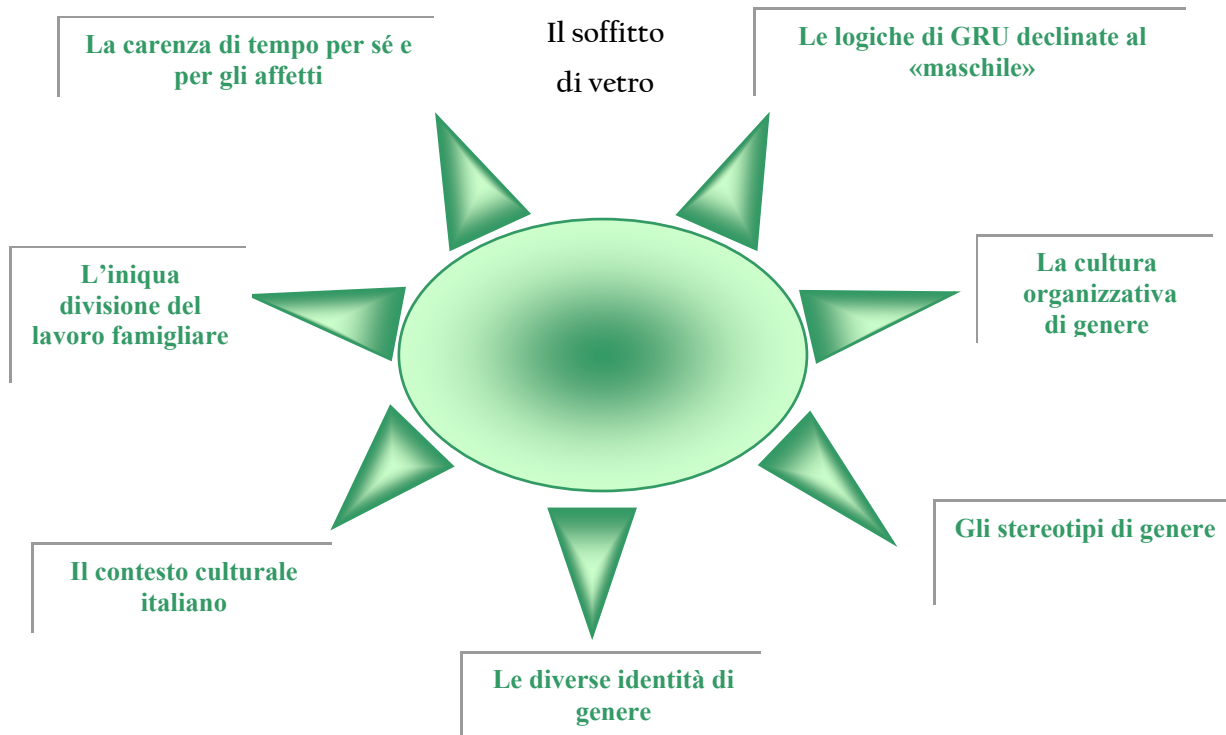 La carenza di tempo per sé e
per gli affetti
Il soffitto
di vetro
Le logiche di GRU declinate al
«maschile»
L’iniqua
divisione del
lavoro famigliare
La cultura
organizzativa
di genere
Il contesto culturale
italiano
Gli stereotipi di genere
Le diverse identità di
genere